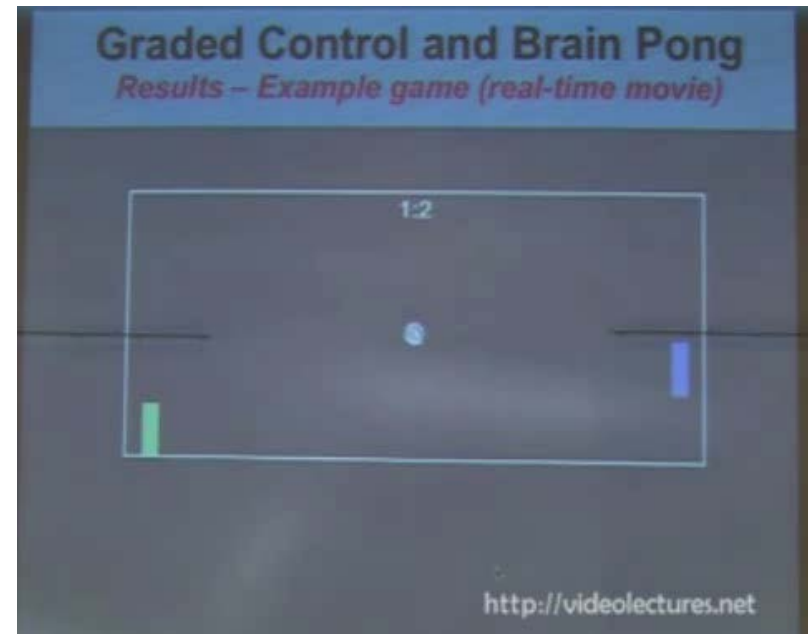 Graded Control and Brain Pong
Results – Example game (real-time movie)
1:2
http://videolectures.net